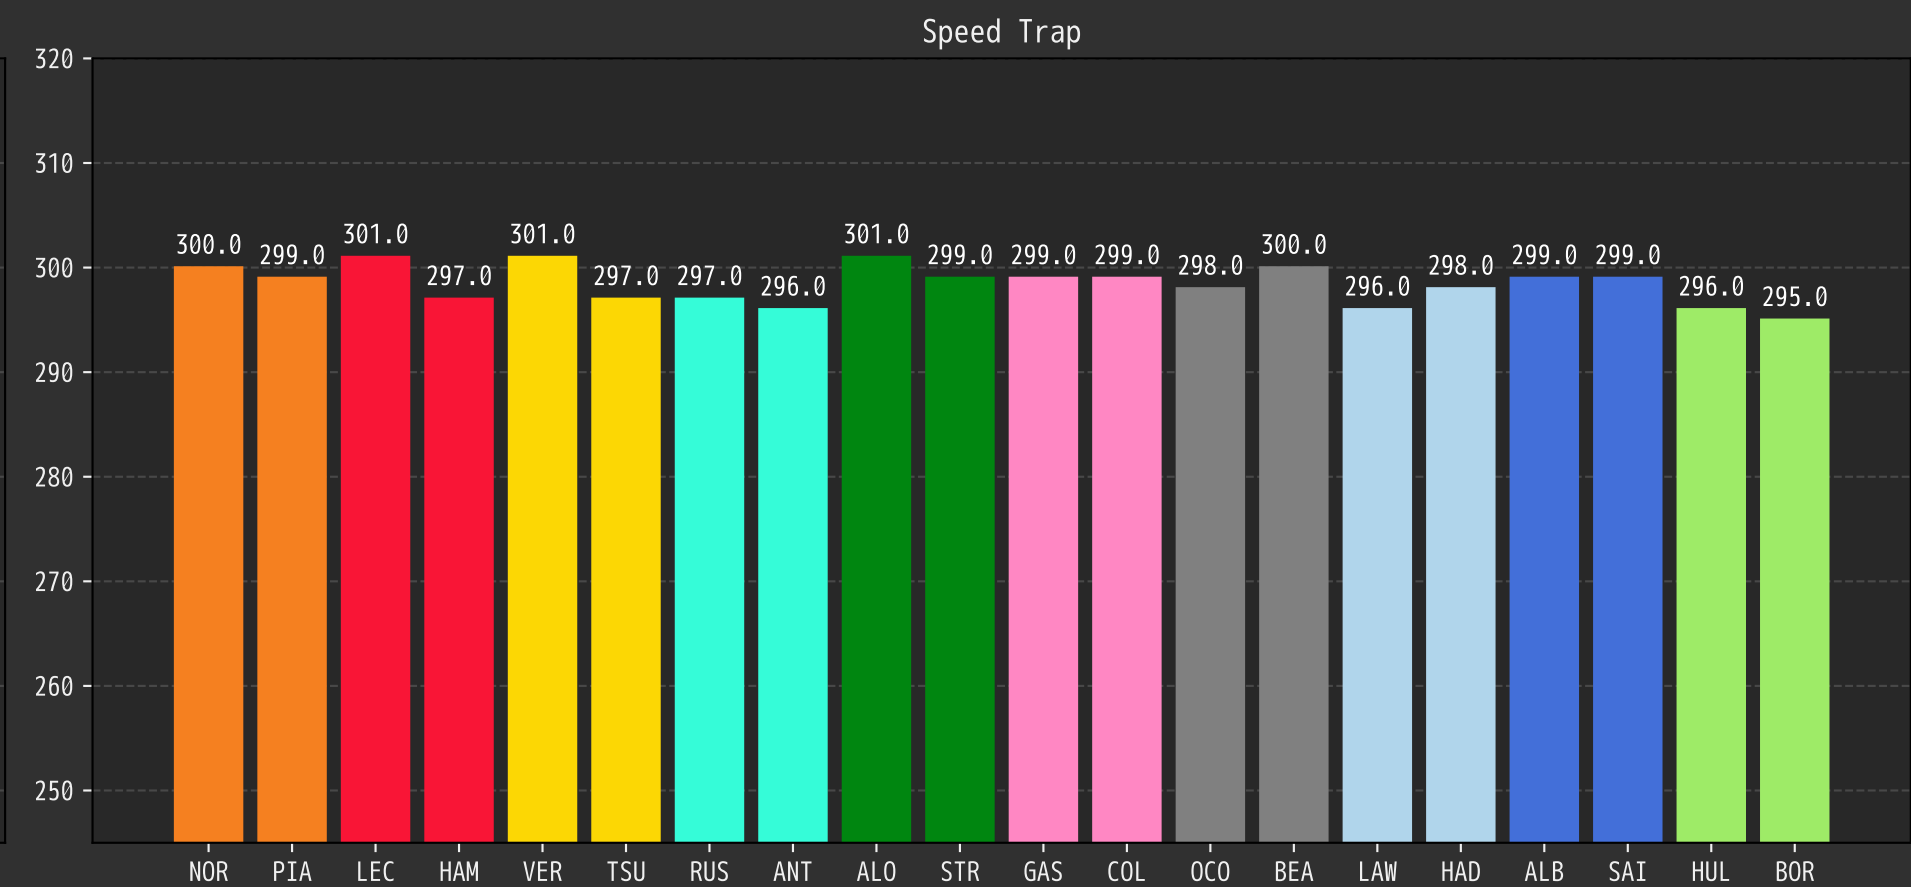 Speed Trap
320
310
300
290
280
270
260
250
300.0 299.0 301.0 297.0 301.0 297.0 297.0 296.0 301.0 299.0 299.0 299.0 298.0 300.0 296.0 298.0 299.0 299.0 296.0 295.0
NOR PIA LEC HAM VER TSU RUS ANT ALO STR GAS COL OCO BEA LAW HAD ALB SAI HUL BOR